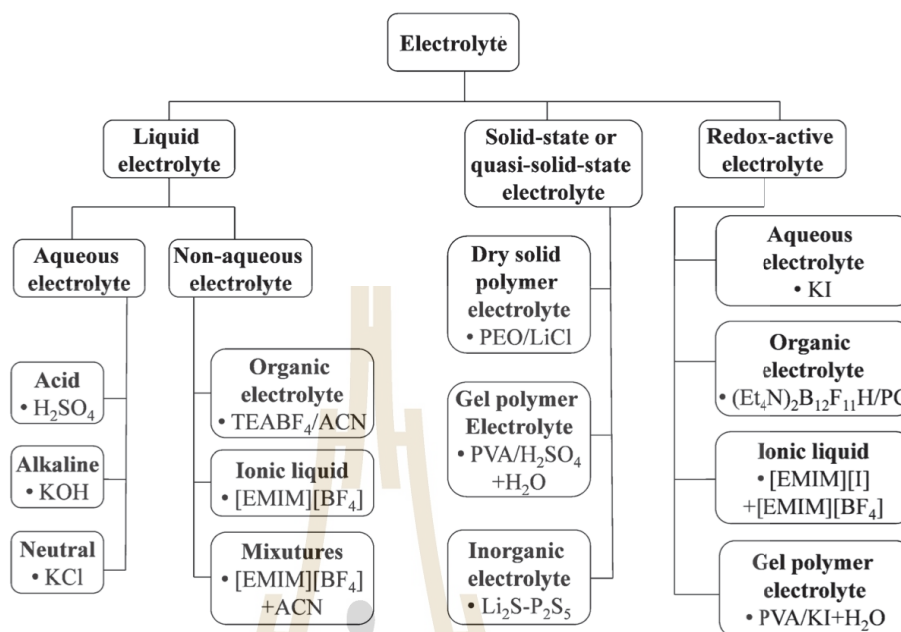 Electrolyte
Liquid
electrolyte
Solid-state or
quasi-solid-state
electrolyte
Redox-active
electrolyte
Aqueous
electrolyte
Non-aqueous
electrolyte
Acid
• H₂SO₄
Alkaline
• KOH
Neutral
• KCl
Organic
electrolyte
• TEABF₄/ACN
Ionic liquid
• [EMIM][BF₄]
Mixutures
• [EMIM][BF₄]
+ACN
Dry solid
polymer
electrolyte
• PEO/LiCl
Gel polymer
Electrolyte
• PVA/H₂SO₄
+H₂O
Inorganic
electrolyte
• Li₂S-P₂S₅
Aqueous
electrolyte
• KI
Organic
electrolyte
• (Et₄N)₂B₁₂F₁₁H/PC
Ionic liquid
• [EMIM][I]
+[EMIM][BF₄]
Gel polymer
electrolyte
• PVA/KI+H₂O